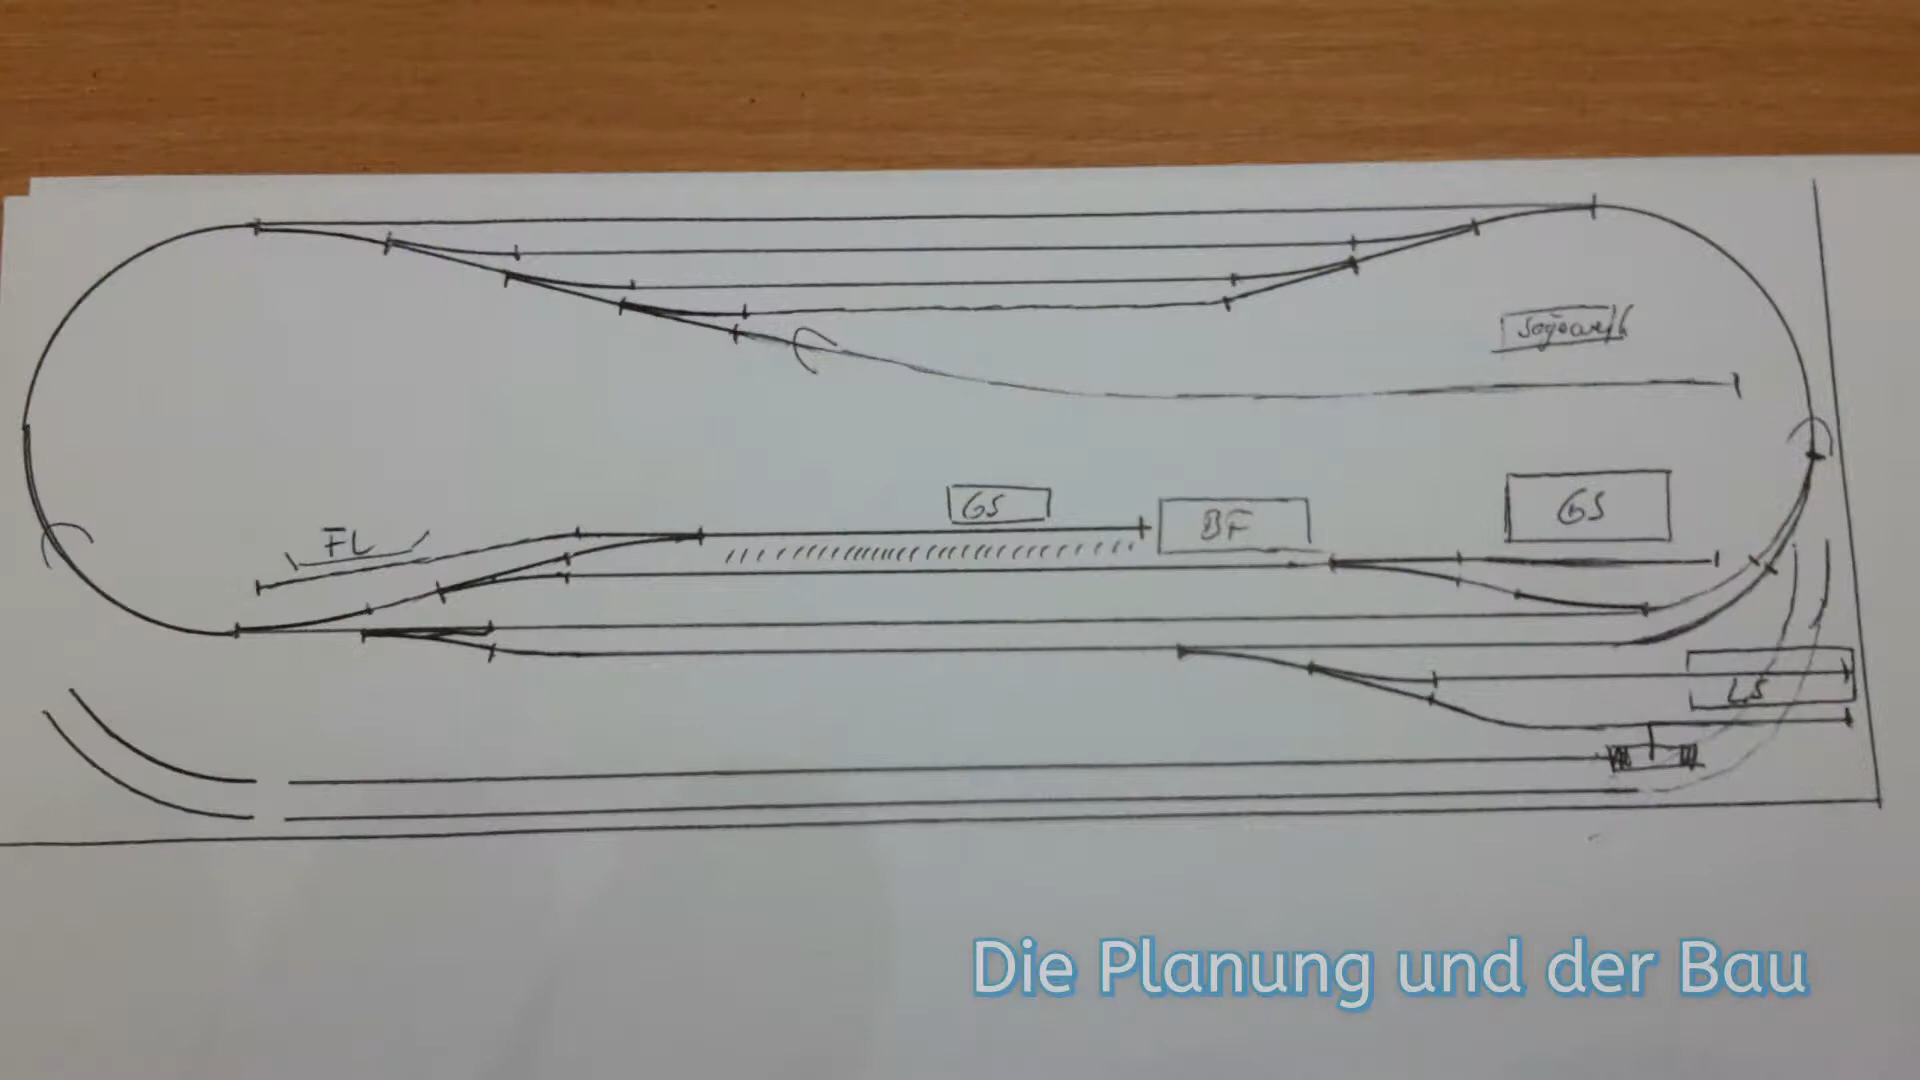 Sägewerk
GS
BF
GS
FL
LS
Die Planung und der Bau